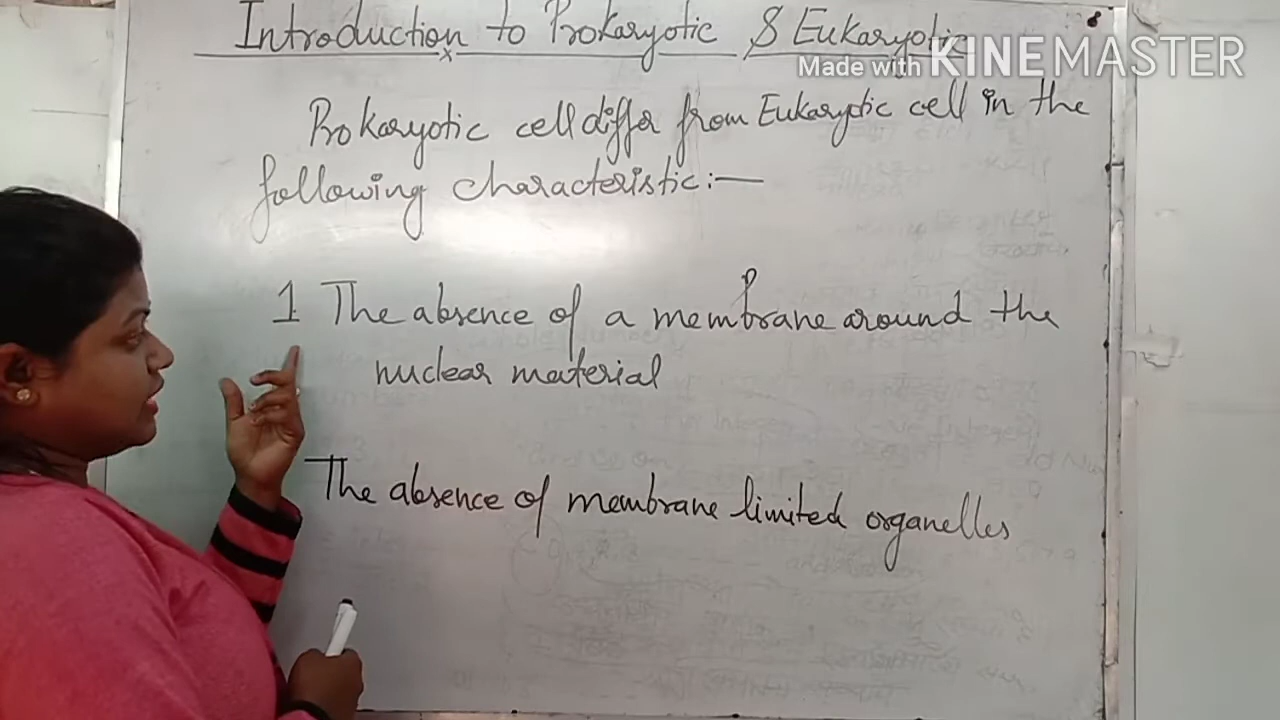 Introduction to Prokaryotic & Eukaryotic
Made with KINEMASTER
Prokaryotic cell differ from Eukaryotic cell in the
following characteristic:—
1 The absence of a membrane around the
nuclear material
The absence of membrane limited organelles